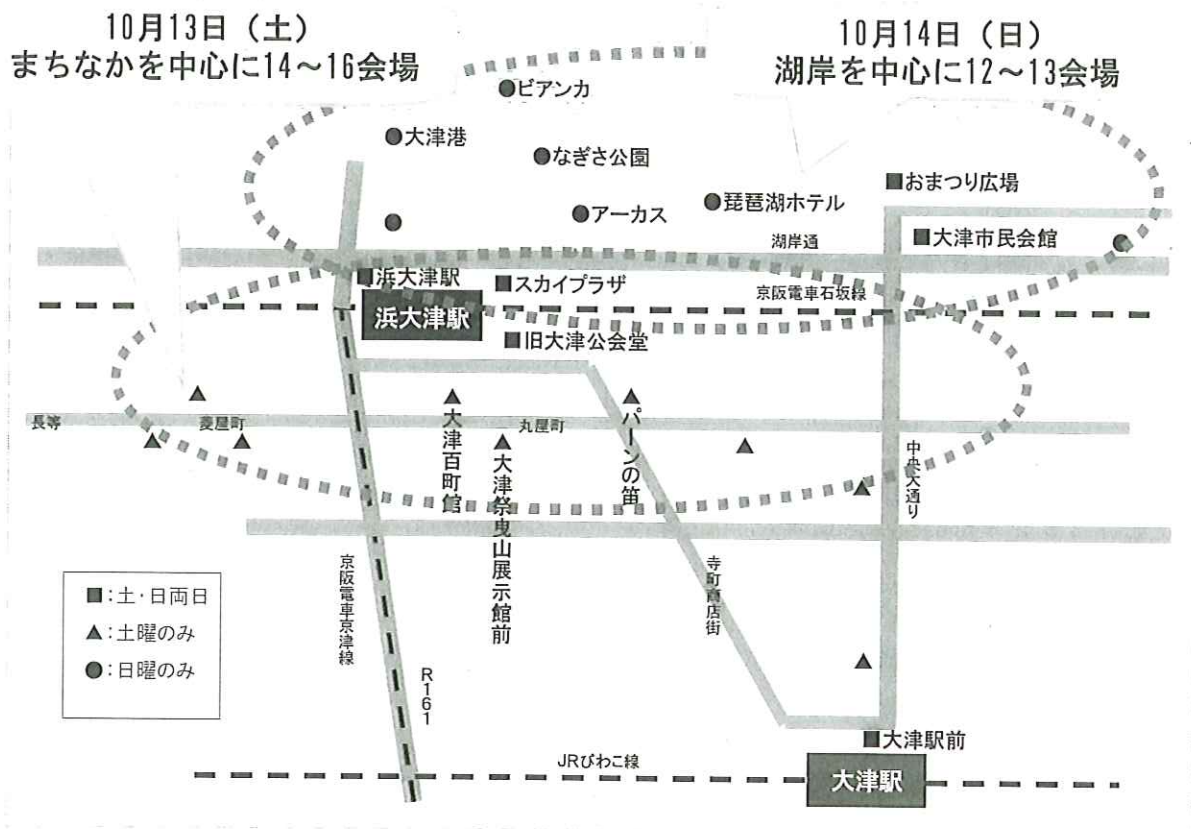 10月13日（土）
まちなかを中心に14～16会場
10月14日（日）
湖岸を中心に12～13会場
●ビアンカ
●大津港
●なぎさ公園
■おまつり広場
●アーカス
●琵琶湖ホテル
■大津市民会館
湖岸通
■浜大津駅
■スカイプラザ
京阪電車石坂線
浜大津駅
■旧大津公会堂
長等
菱屋町
丸屋町
▲大津百町館
▲大津祭曳山展示館前
▲パーンの笛
中央大通り
京阪電車京津線
寺町商店街
R161
■：土・日両日
▲：土曜のみ
●：日曜のみ
■大津駅前
JRびわこ線
大津駅